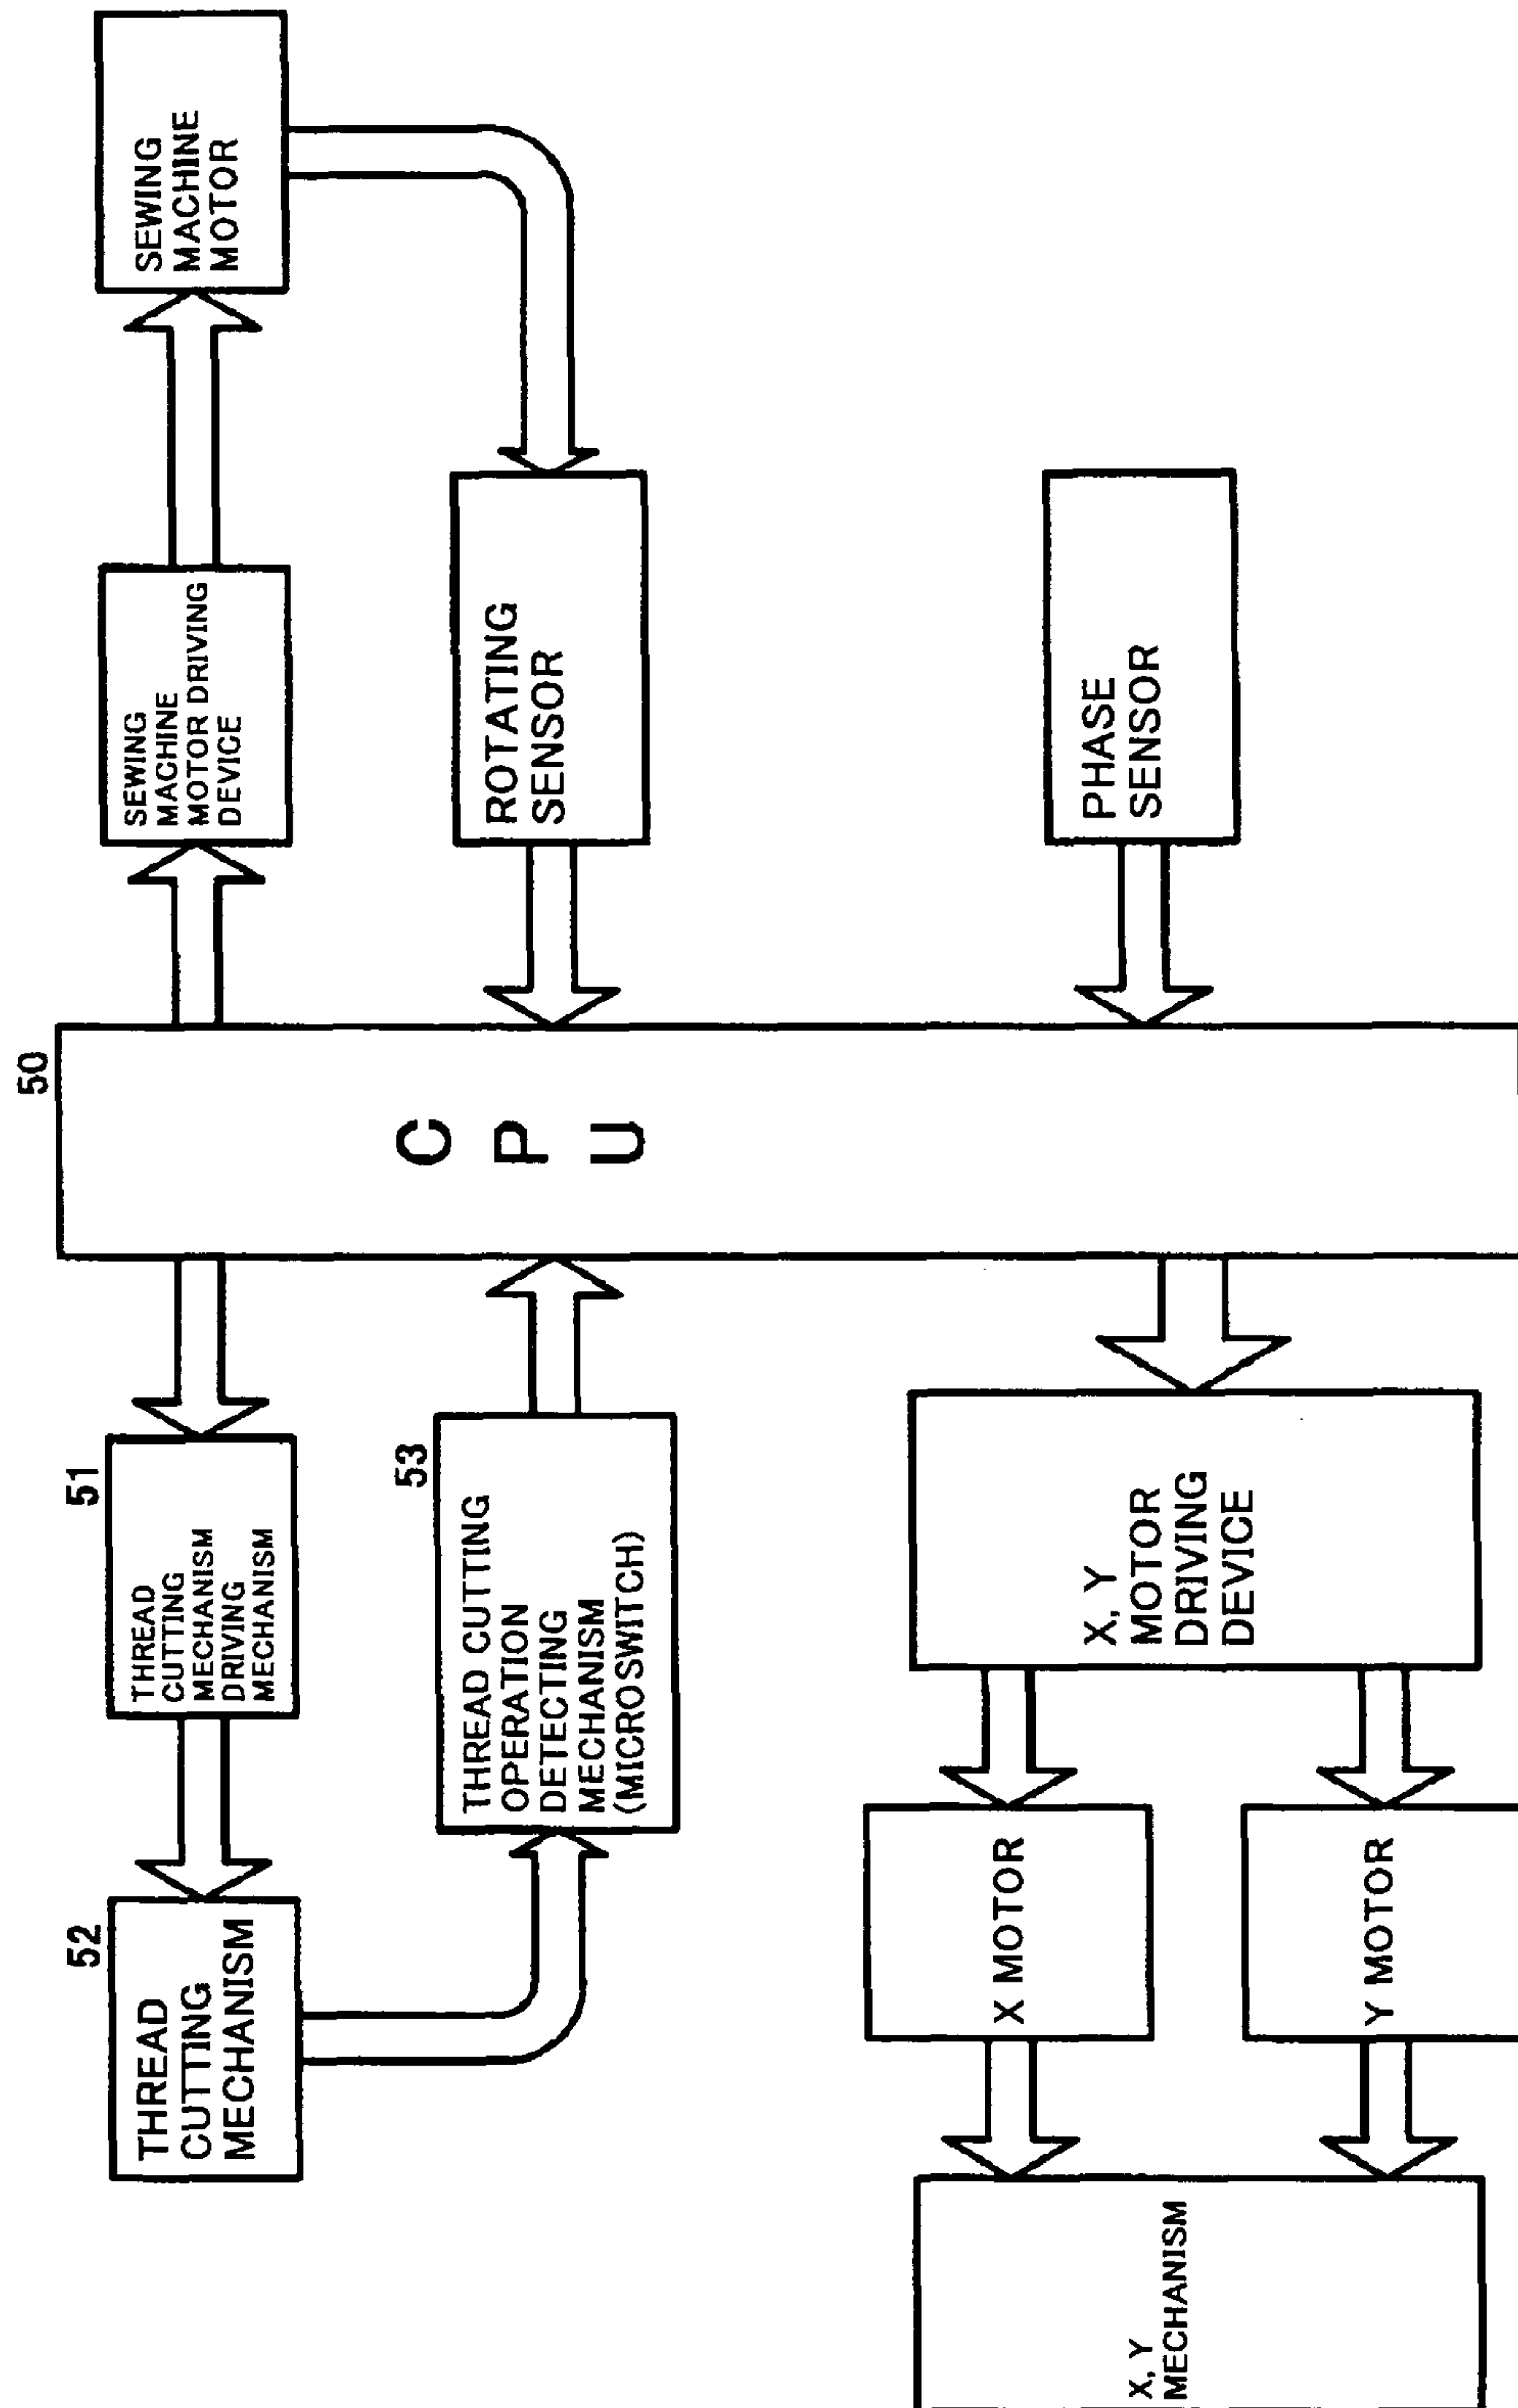 52
THREAD
CUTTING
MECHANISM
51
THREAD
CUTTING
MECHANISM
DRIVING
MECHANISM
50
C
P
U
SEWING
MACHINE
MOTOR DRIVING
DEVICE
SEWING
MACHINE
MOTOR
53
THREAD CUTTING
OPERATION
DETECTING
MECHANISM
(MICROSWITCH)
ROTATING
SENSOR
X, Y
MECHANISM
X MOTOR
Y MOTOR
X, Y
MOTOR
DRIVING
DEVICE
PHASE
SENSOR